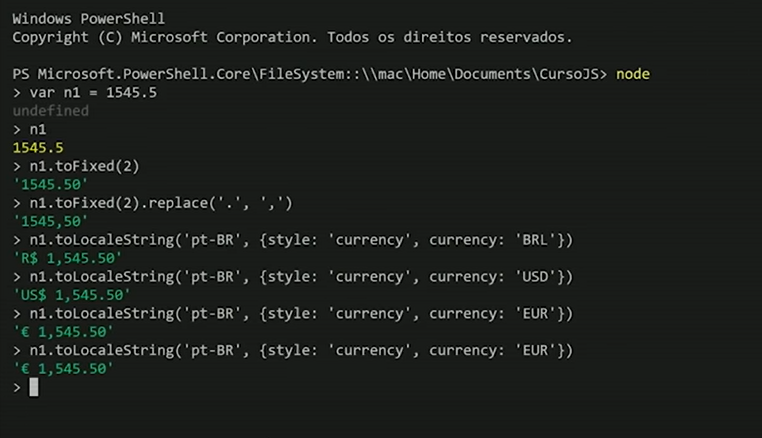 Windows PowerShell
Copyright (C) Microsoft Corporation. Todos os direitos reservados.
PS Microsoft.PowerShell.Core\FileSystem::\\mac\Home\Documents\CursoJS> node
> var n1 = 1545.5
undefined
> n1
1545.5
> n1.toFixed(2)
'1545.50'
> n1.toFixed(2).replace('.', ',')
'1545,50'
> n1.toLocaleString('pt-BR', {style: 'currency', currency: 'BRL'})
'R$ 1,545.50'
> n1.toLocaleString('pt-BR', {style: 'currency', currency: 'USD'})
'US$ 1,545.50'
> n1.toLocaleString('pt-BR', {style: 'currency', currency: 'EUR'})
'€ 1,545.50'
> n1.toLocaleString('pt-BR', {style: 'currency', currency: 'EUR'})
'€ 1,545.50'
>